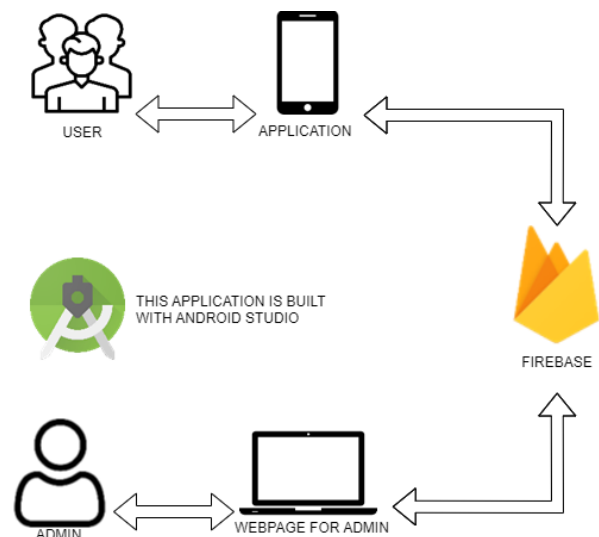 USER
APPLICATION
THIS APPLICATION IS BUILT
WITH ANDROID STUDIO
FIREBASE
ADMIN
WEBPAGE FOR ADMIN